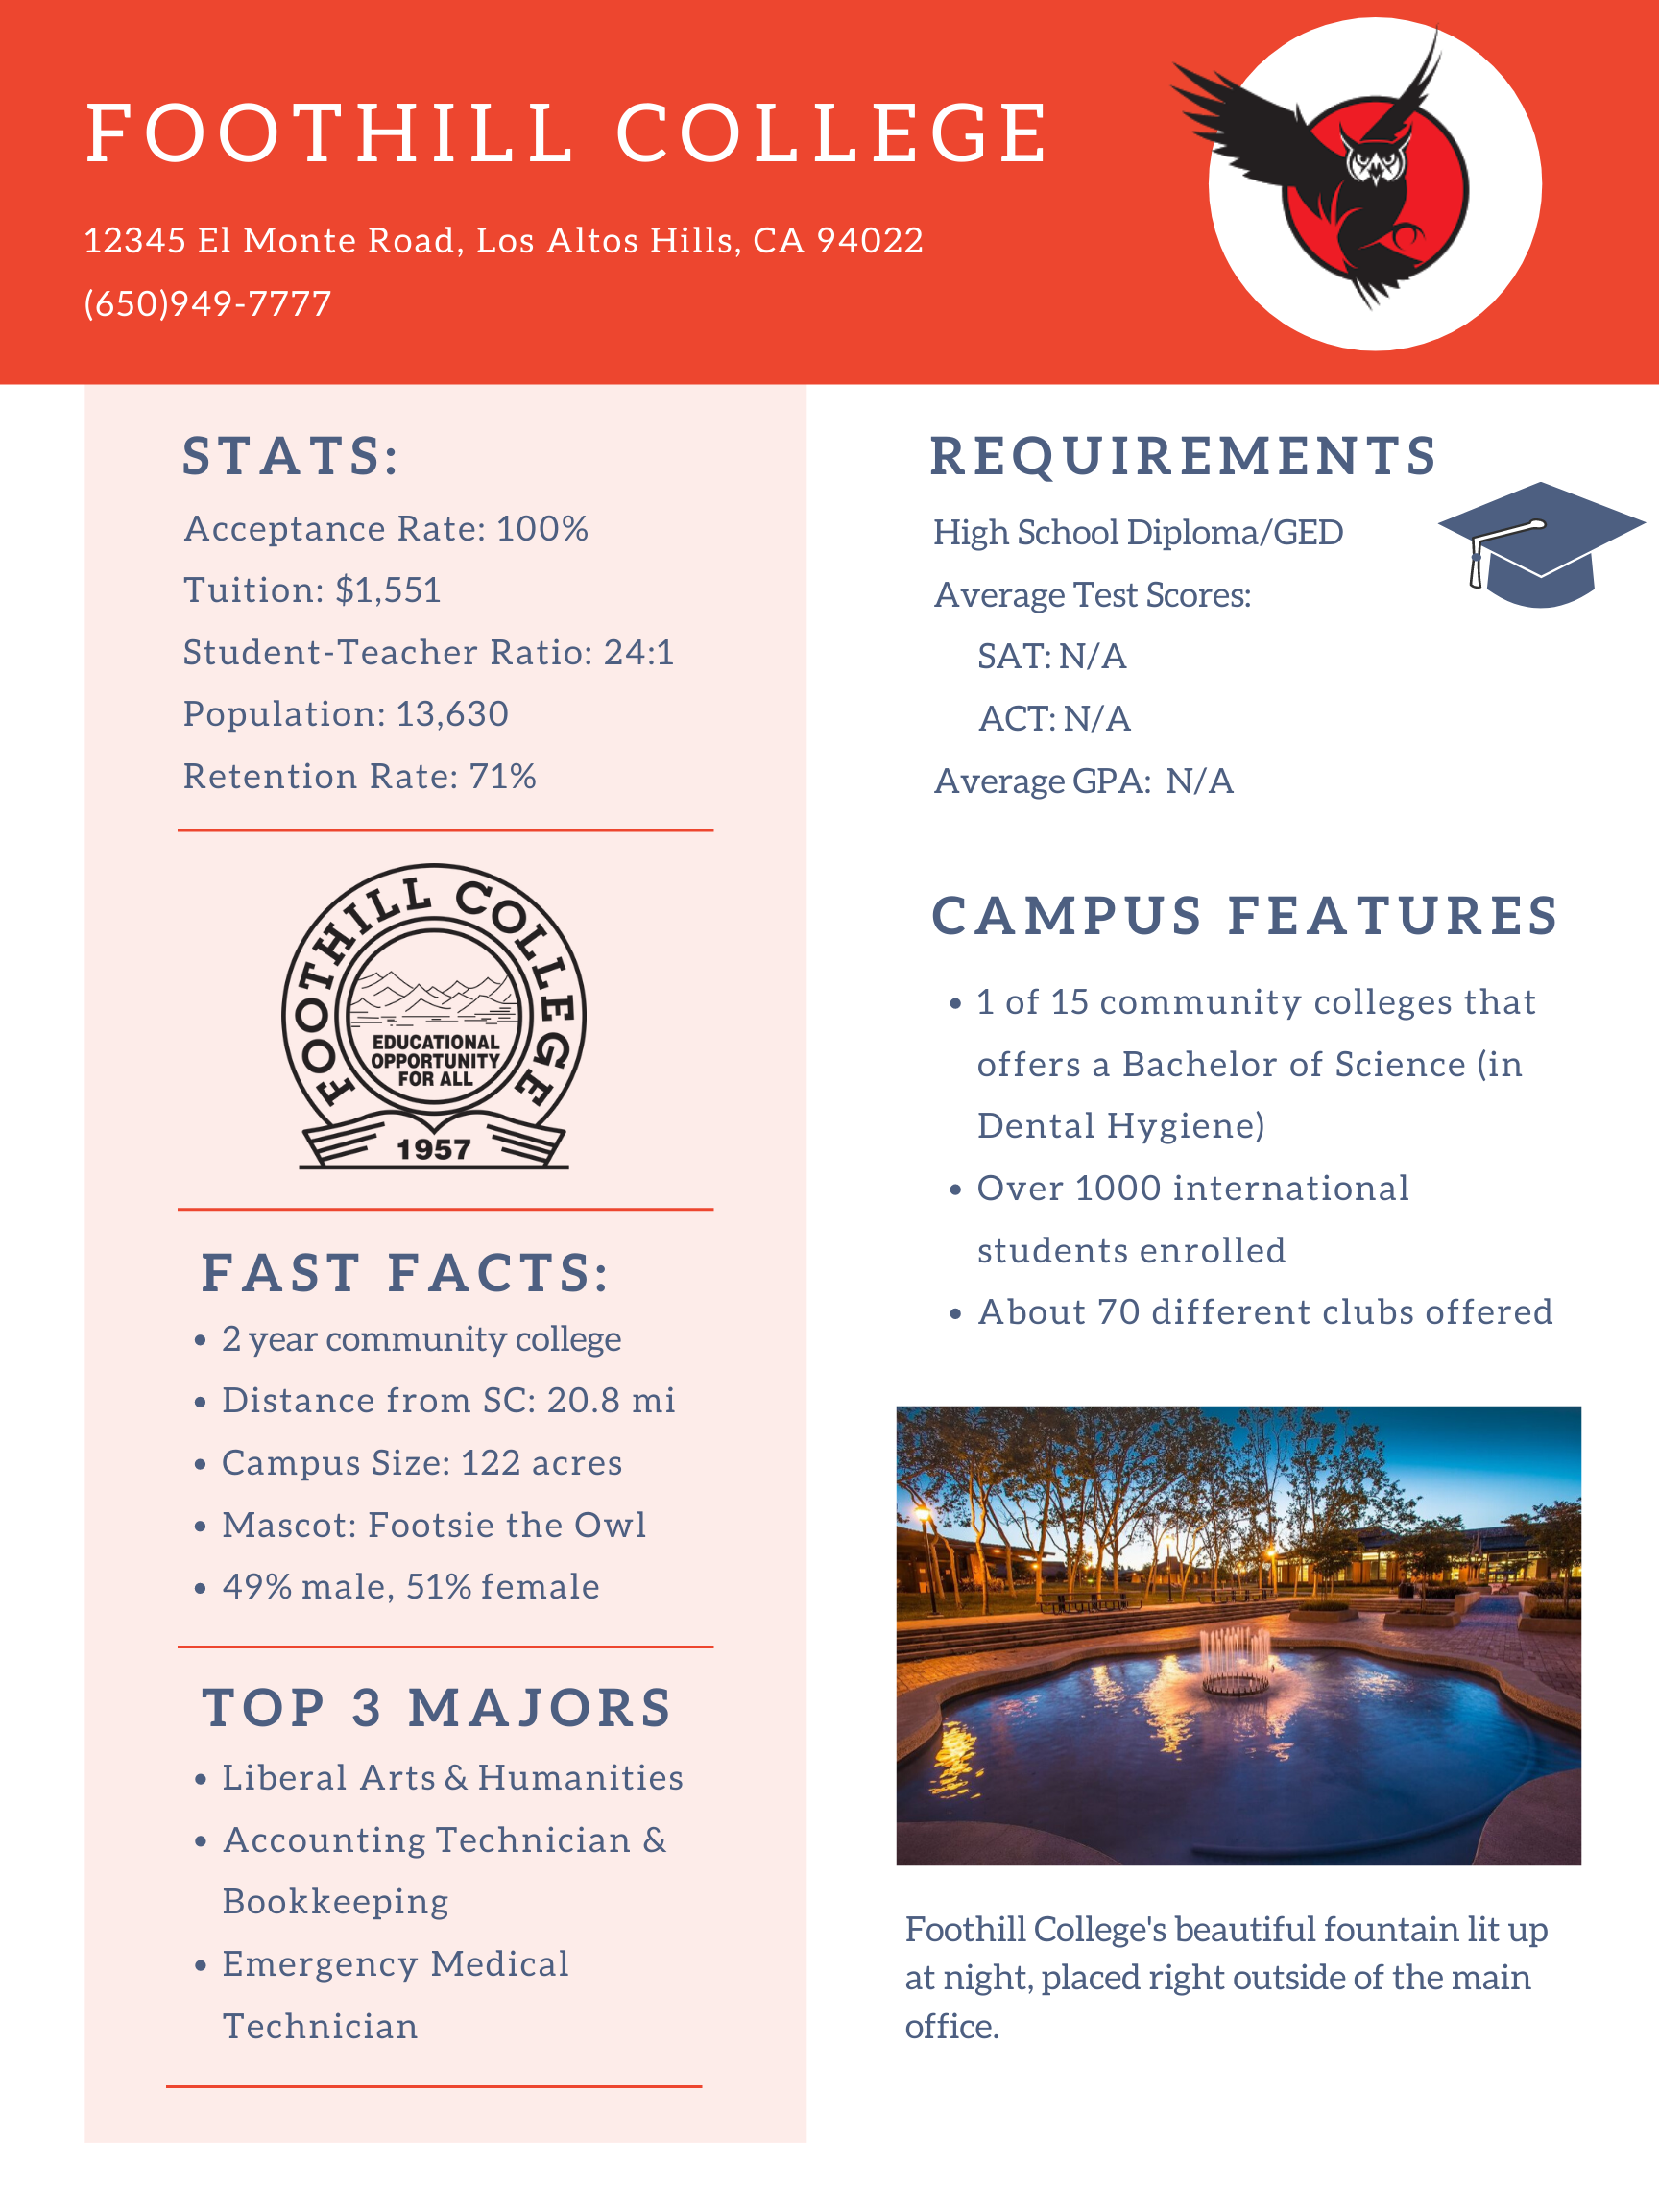 FOOTHILL COLLEGE
12345 El Monte Road, Los Altos Hills, CA 94022
(650)949-7777
STATS:
Acceptance Rate: 100%
Tuition: $1,551
Student-Teacher Ratio: 24:1
Population: 13,630
Retention Rate: 71%
FOOTHILL COLLEGE
EDUCATIONAL
OPPORTUNITY
FOR ALL
1957
FAST FACTS:
• 2 year community college
• Distance from SC: 20.8 mi
• Campus Size: 122 acres
• Mascot: Footsie the Owl
• 49% male, 51% female
TOP 3 MAJORS
• Liberal Arts & Humanities
• Accounting Technician &
Bookkeeping
• Emergency Medical
Technician
REQUIREMENTS
High School Diploma/GED
Average Test Scores:
SAT: N/A
ACT: N/A
Average GPA: N/A
CAMPUS FEATURES
• 1 of 15 community colleges that
offers a Bachelor of Science (in
Dental Hygiene)
• Over 1000 international
students enrolled
• About 70 different clubs offered
Foothill College's beautiful fountain lit up
at night, placed right outside of the main
office.